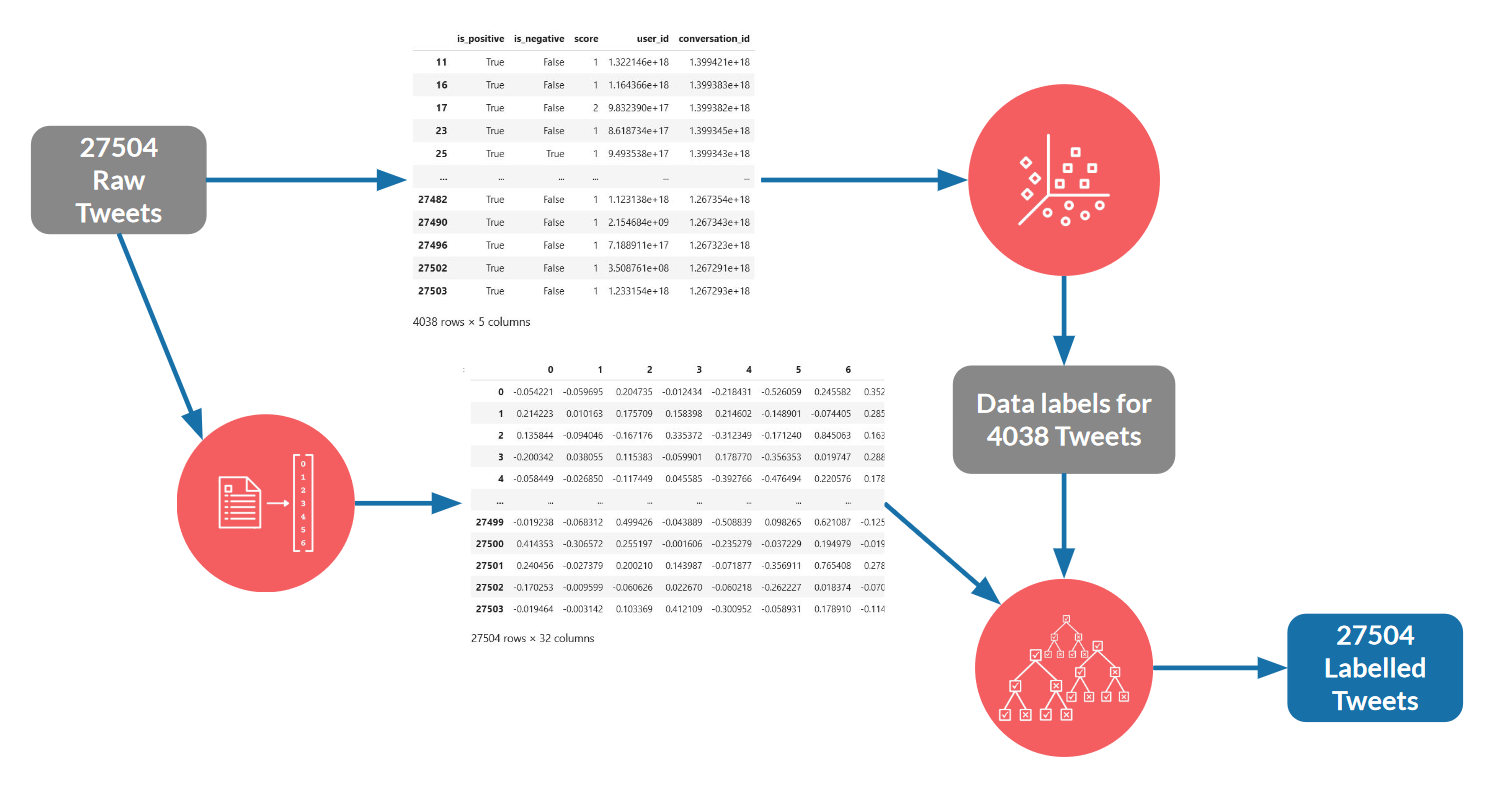 is_positive is_negative score user_id conversation_id
11 True False 1 1.322146e+18 1.399421e+18
16 True False 1 1.164366e+18 1.399383e+18
17 True False 2 9.832390e+17 1.399382e+18
23 True False 1 8.618734e+17 1.399345e+18
25 True True 1 9.493538e+17 1.399343e+18
... ... ... ... ... ...
27482 True False 1 1.123138e+18 1.267354e+18
27490 True False 1 2.154684e+09 1.267343e+18
27496 True False 1 7.188911e+17 1.267323e+18
27502 True False 1 3.508761e+08 1.267291e+18
27503 True False 1 1.233154e+18 1.267293e+18
4038 rows × 5 columns
27504
Raw
Tweets
0
1
2
3
4
5
6
:
0 1 2 3 4 5 6
0 -0.054221 -0.059695 0.204735 -0.012434 -0.218431 -0.526059 0.245582 0.352
1 0.214223 0.010163 0.175709 0.158398 0.214602 -0.148901 -0.074405 0.285
2 0.135844 -0.094046 -0.167176 0.335372 -0.312349 -0.171240 0.845063 0.163
3 -0.200342 0.038055 0.115383 -0.059901 0.178770 -0.356353 0.019747 0.288
4 -0.058449 -0.026850 -0.117449 0.045585 -0.392766 -0.476494 0.220576 0.178
... ... ... ... ... ... ... ...
27499 -0.019238 -0.068312 0.499426 -0.043889 -0.508839 0.098265 0.621087 -0.125
27500 0.414353 -0.306572 0.255197 -0.001606 -0.235279 -0.037229 0.194979 -0.019
27501 0.240456 -0.027379 0.200210 0.143987 -0.071877 -0.356911 0.765408 0.278
27502 -0.170253 -0.009599 -0.060626 0.022670 -0.060218 -0.262227 0.018374 -0.070
27503 -0.019464 -0.003142 0.103369 0.412109 -0.300952 -0.058931 0.178910 -0.114
27504 rows × 32 columns
Data labels for
4038 Tweets
27504
Labelled
Tweets